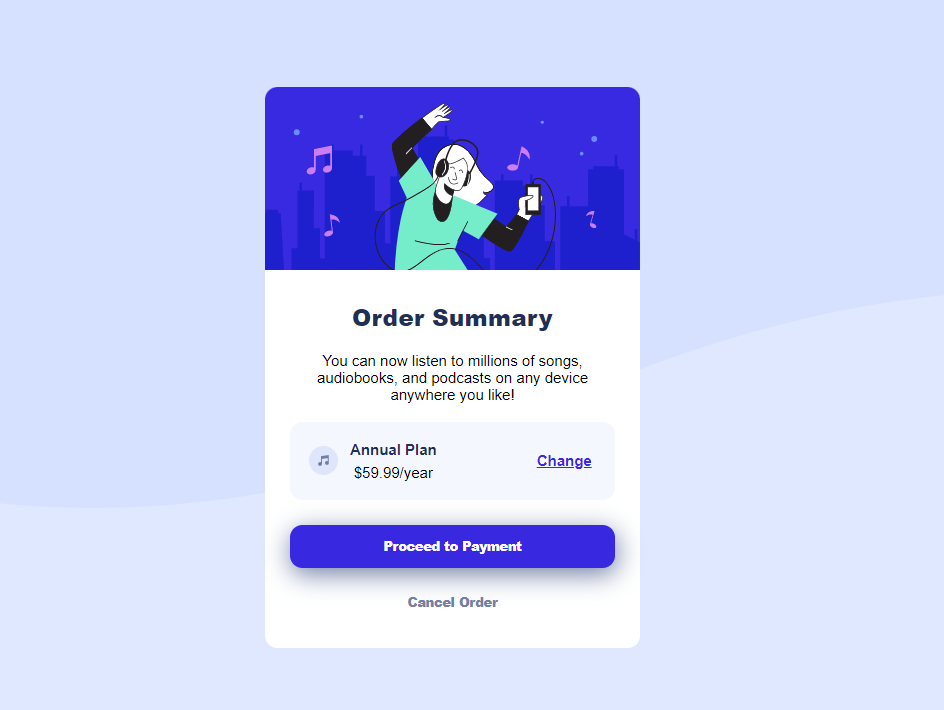 Order Summary
You can now listen to millions of songs,
audiobooks, and podcasts on any device
anywhere you like!
Annual Plan
$59.99/year
Change
Proceed to Payment
Cancel Order